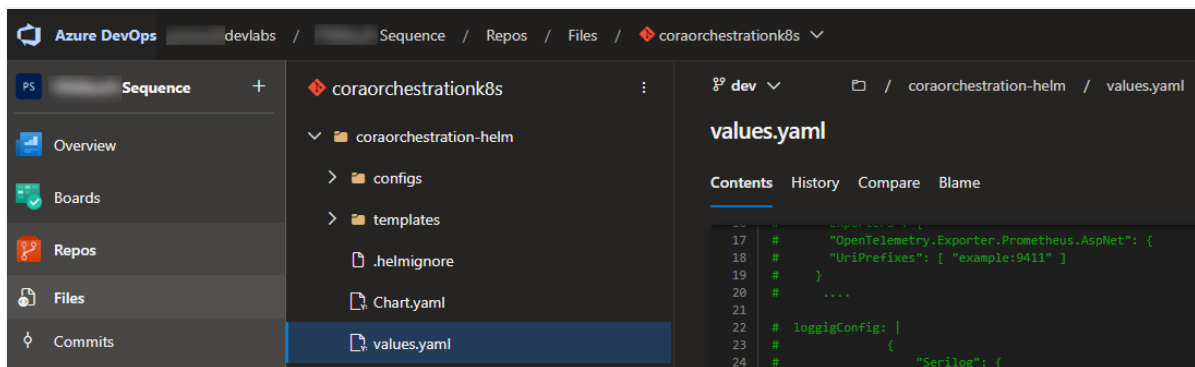 Azure DevOps devlabs / Sequence / Repos / Files / coraorchestrationk8s
PS Sequence +
Overview
Boards
Repos
Files
Commits
coraorchestrationk8s
coraorchestration-helm
configs
templates
.helmignore
Chart.yaml
values.yaml
dev / coraorchestration-helm / values.yaml
values.yaml
Contents History Compare Blame
17 # "OpenTelemetry.Exporter.Prometheus.AspNet": {
18 # "UriPrefixes": [ "example:9411" ]
19 # }
20 # ....
21
22 # loggigConfig: |
23 # {
24 # "Serilog": {